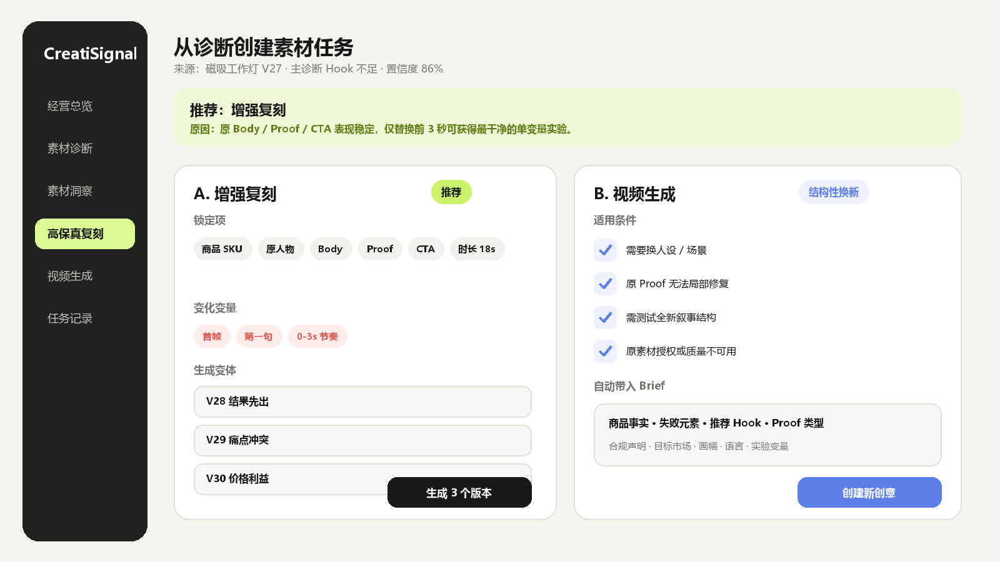 CreatiSignal
经营总览
素材诊断
素材洞察
高保真复刻
视频生成
任务记录
从诊断创建素材任务
来源：磁吸工作灯 V27 · 主诊断 Hook 不足 · 置信度 86%
推荐：增强复刻
原因：原 Body / Proof / CTA 表现稳定，仅替换前 3 秒可获得最干净的单变量实验。
A. 增强复刻
推荐
锁定项
商品 SKU
原人物
Body
Proof
CTA
时长 18s
变化变量
首帧
第一句
0-3s 节奏
生成变体
V28 结果先出
V29 痛点冲突
V30 价格利益
生成 3 个版本
B. 视频生成
结构性换新
适用条件
需要换人设 / 场景
原 Proof 无法局部修复
需测试全新叙事结构
原素材授权或质量不可用
自动带入 Brief
商品事实 • 失败元素 • 推荐 Hook • Proof 类型
合规声明 · 目标市场 · 画幅 · 语言 · 实验变量
创建新创意